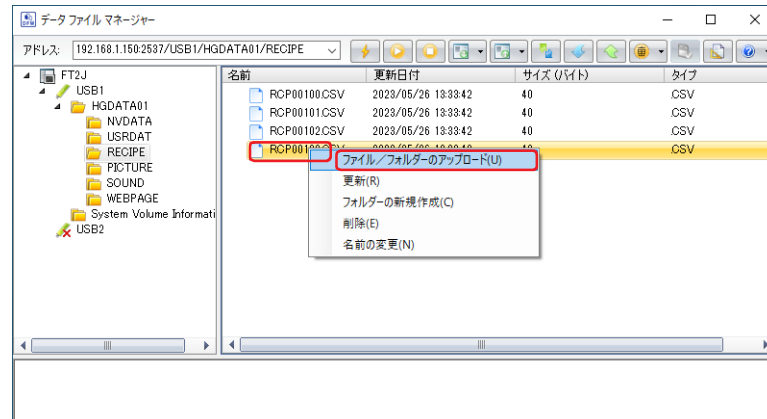 データ ファイル マネージャー
アドレス: 192.168.1.150:2537/USB1/HGDATA01/RECIPE
FT2J
USB1
HGDATA01
NVDATA
USRDAT
RECIPE
PICTURE
SOUND
WEBPAGE
System Volume Informati
USB2
名前 更新日付 サイズ (バイト) タイプ
RCP00100.CSV 2023/05/26 13:33:42 40 .CSV
RCP00101.CSV 2023/05/26 13:33:42 40 .CSV
RCP00102.CSV 2023/05/26 13:33:42 40 .CSV
.CSV
ファイル／フォルダーのアップロード(U)
更新(R)
フォルダーの新規作成(C)
削除(E)
名前の変更(N)